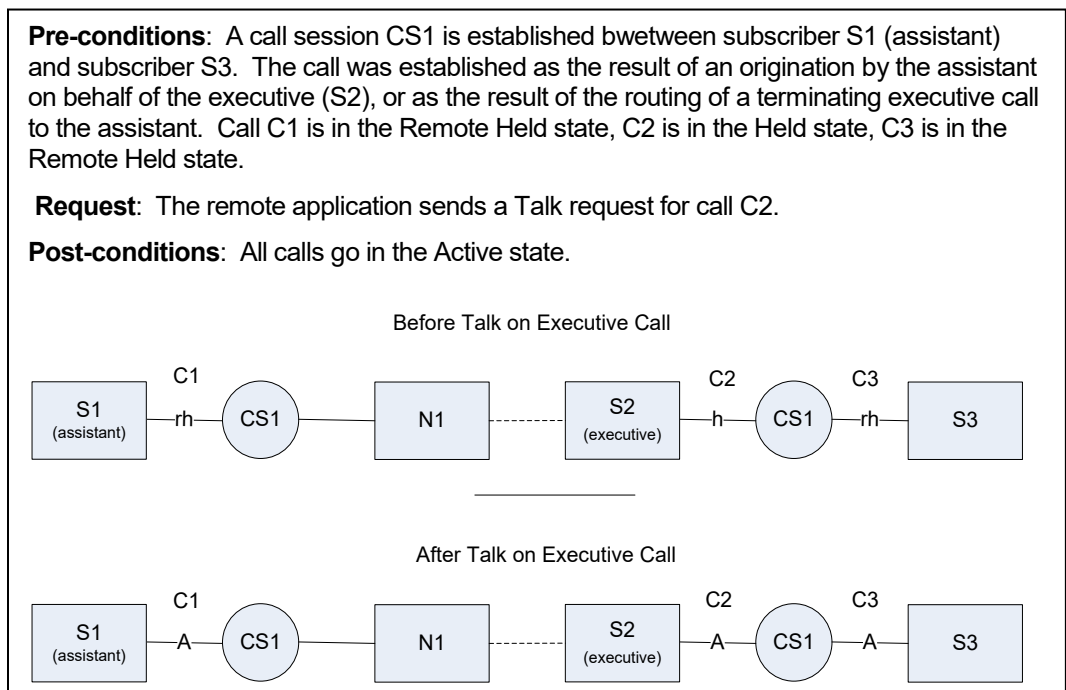 Pre-conditions: A call session CS1 is established bwetween subscriber S1 (assistant)
and subscriber S3. The call was established as the result of an origination by the assistant
on behalf of the executive (S2), or as the result of the routing of a terminating executive call
to the assistant. Call C1 is in the Remote Held state, C2 is in the Held state, C3 is in the
Remote Held state.
Request: The remote application sends a Talk request for call C2.
Post-conditions: All calls go in the Active state.
Before Talk on Executive Call
C1 C2 C3
S1 (assistant) rh CS1 N1 S2 (executive) h CS1 rh S3
After Talk on Executive Call
C1 C2 C3
S1 (assistant) A CS1 N1 S2 (executive) A CS1 A S3